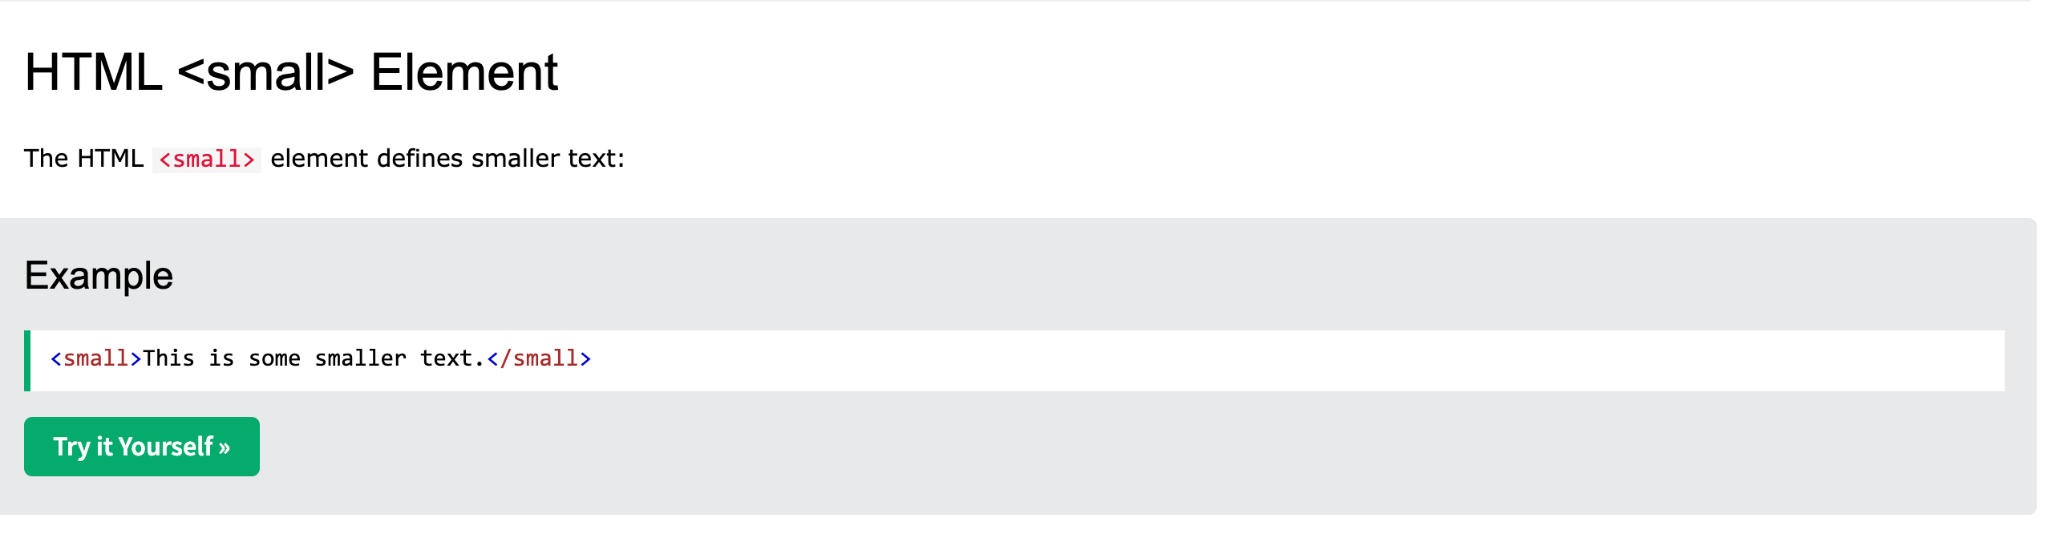 HTML <small> Element
The HTML <small> element defines smaller text:
Example
<small>This is some smaller text.</small>
Try it Yourself »